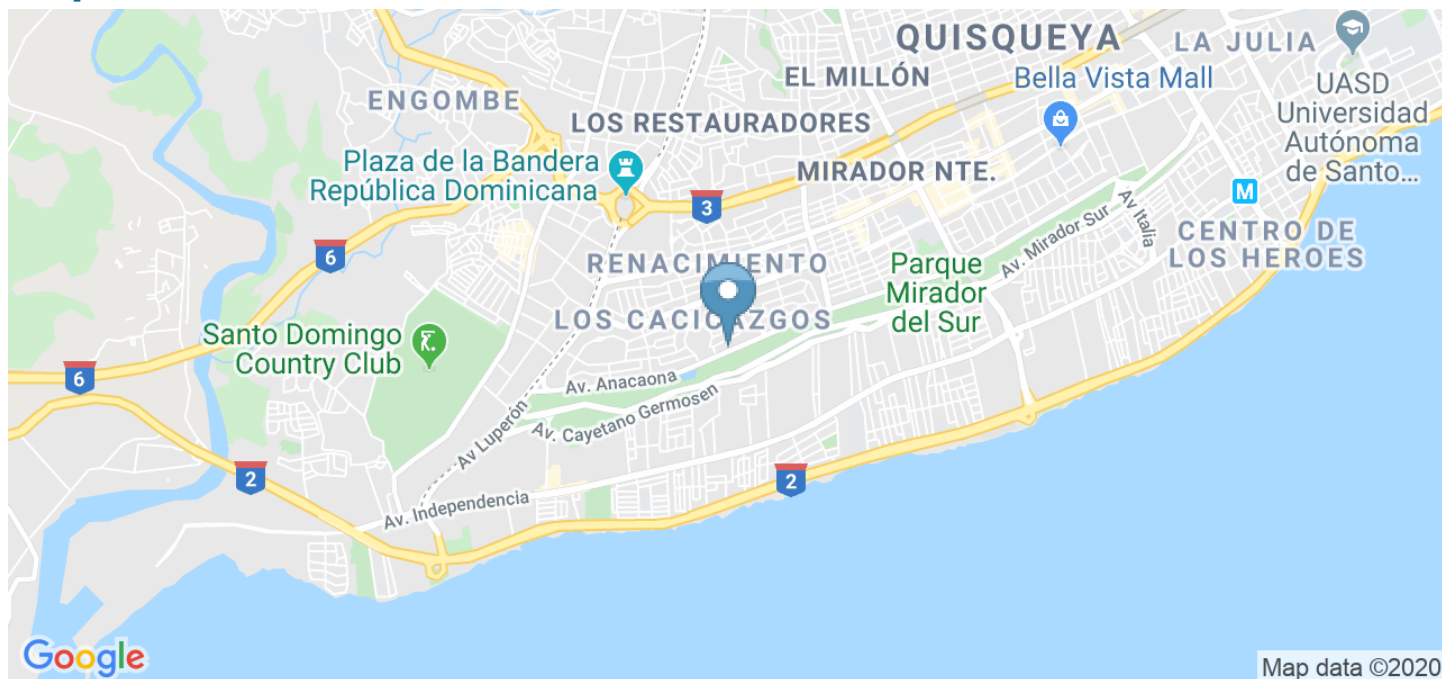 QUISQUEYA
LA JULIA
EL MILLÓN
Bella Vista Mall
UASD
Universidad
Autónoma
de Santo...
ENGOMBE
LOS RESTAURADORES
Plaza de la Bandera
República Dominicana
MIRADOR NTE.
3
M
Av Italia
6
RENACIMIENTO
Parque
Mirador
del Sur
Av. Mirador Sur
CENTRO DE
LOS HEROES
LOS CACICAZGOS
Santo Domingo
Country Club
6
Av. Anacaona
Av. Cayetano Germosen
Av Luperón
2
2
Av. Independencia
Google
Map data ©2020